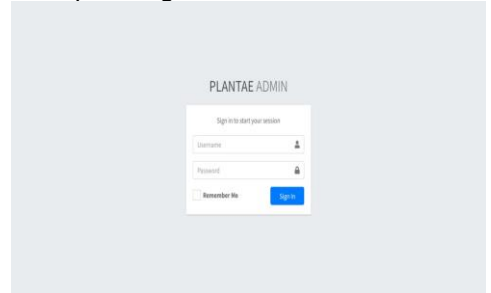 PLANTAE ADMIN
Sign in to start your session
Username
Password
Remember Me
Sign In